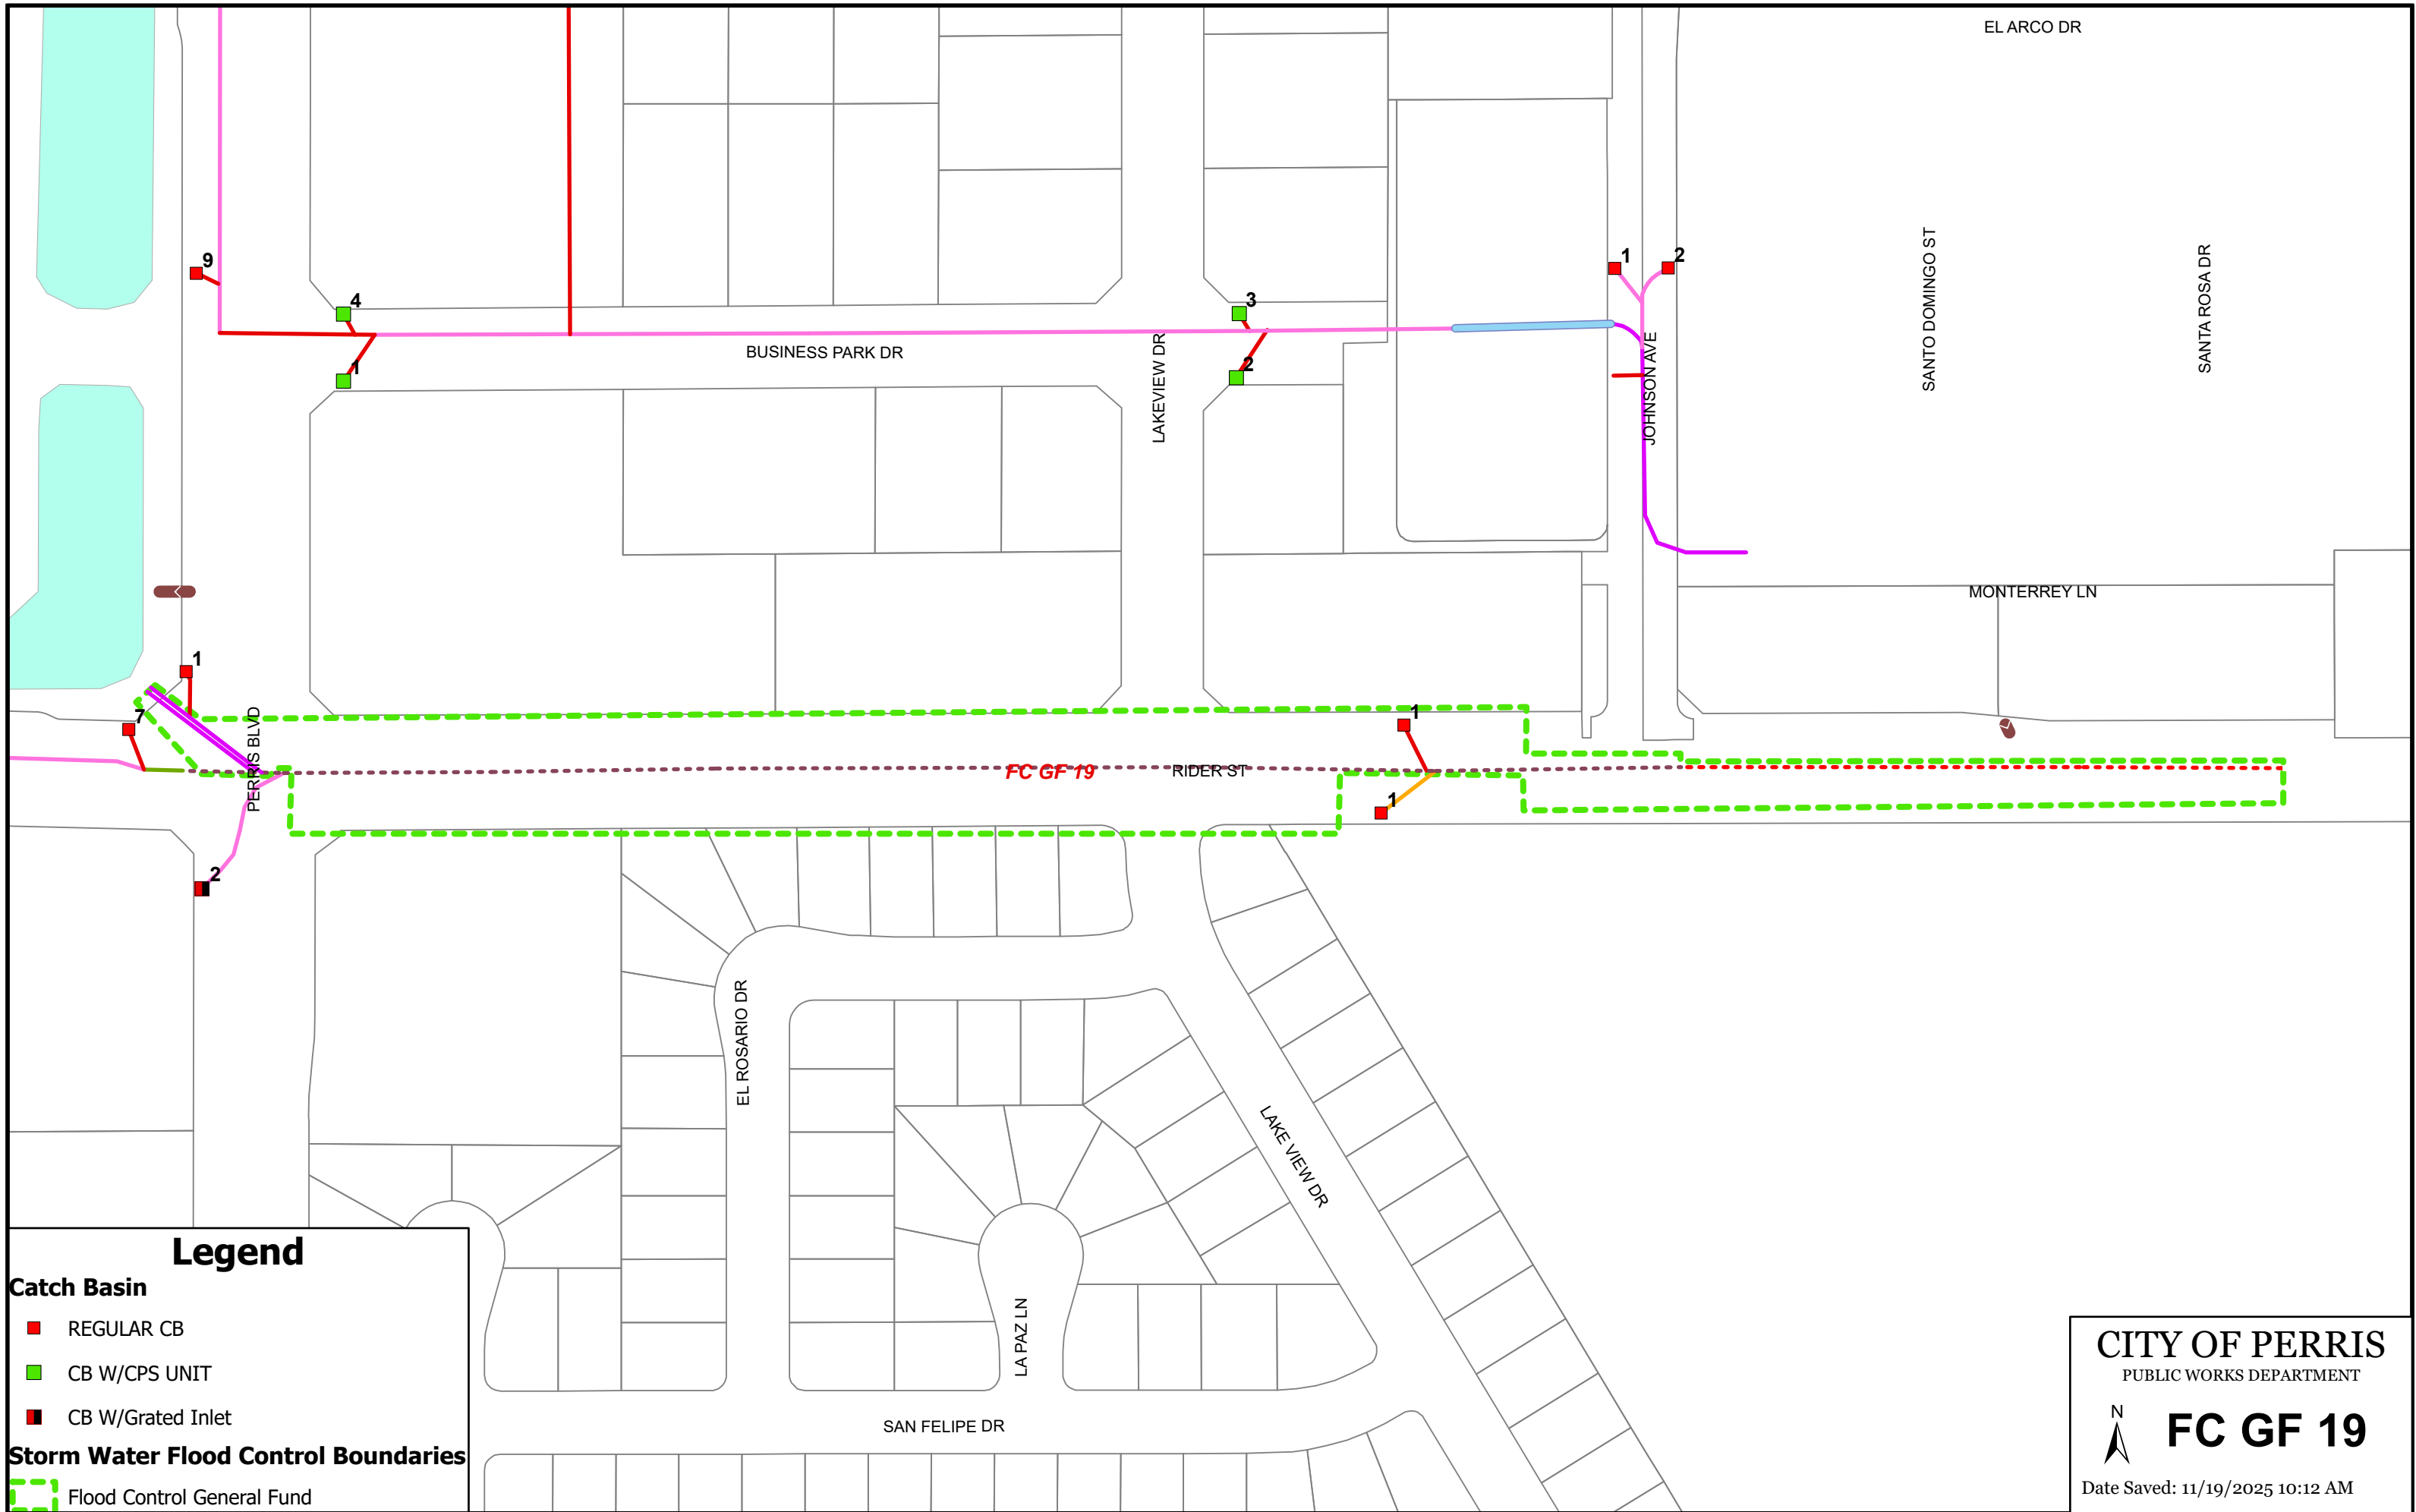 EL ARCO DR
SANTO DOMINGO ST
SANTA ROSA DR
9
1
2
4
3
BUSINESS PARK DR
LAKEVIEW DR
JOHNSON AVE
1
2
MONTERREY LN
1
7
PERRIS BLVD
1
FC GF 19
RIDER ST
1
2
EL ROSARIO DR
LAKE VIEW DR
LA PAZ LN
SAN FELIPE DR
Legend
Catch Basin
REGULAR CB
CB W/CPS UNIT
CB W/Grated Inlet
Storm Water Flood Control Boundaries
Flood Control General Fund
CITY OF PERRIS
PUBLIC WORKS DEPARTMENT
N
FC GF 19
Date Saved: 11/19/2025 10:12 AM